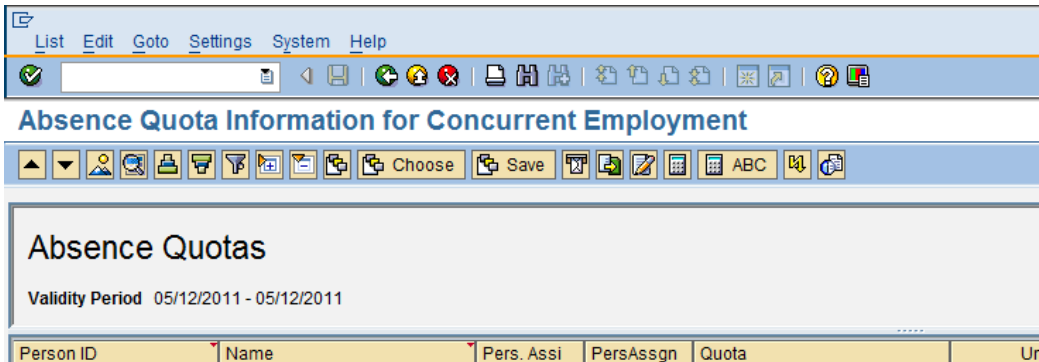 List Edit Goto Settings System Help
Absence Quota Information for Concurrent Employment
Choose Save ABC
Absence Quotas
Validity Period 05/12/2011 - 05/12/2011
Person ID Name Pers. Assi PersAssgn Quota Un